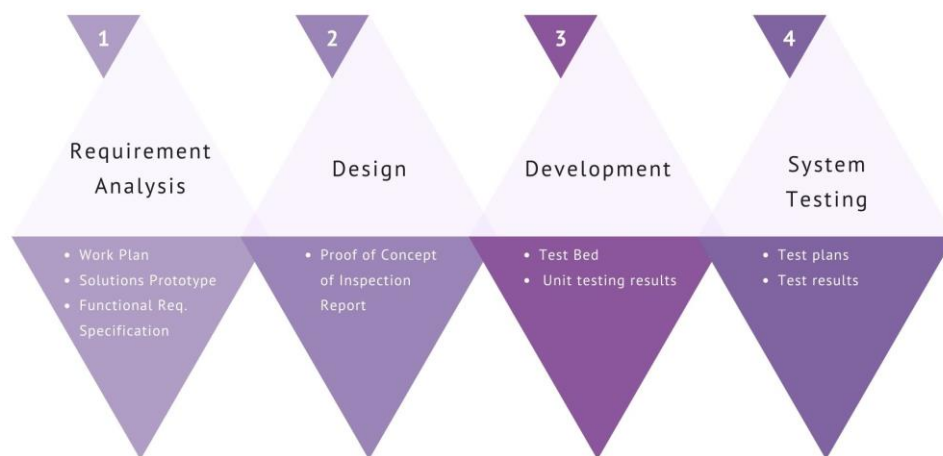 1
Requirement
Analysis
• Work Plan
• Solutions Prototype
• Functional Req.
Specification
2
Design
• Proof of Concept
of Inspection
Report
3
Development
• Test Bed
• Unit testing results
4
System
Testing
• Test plans
• Test results